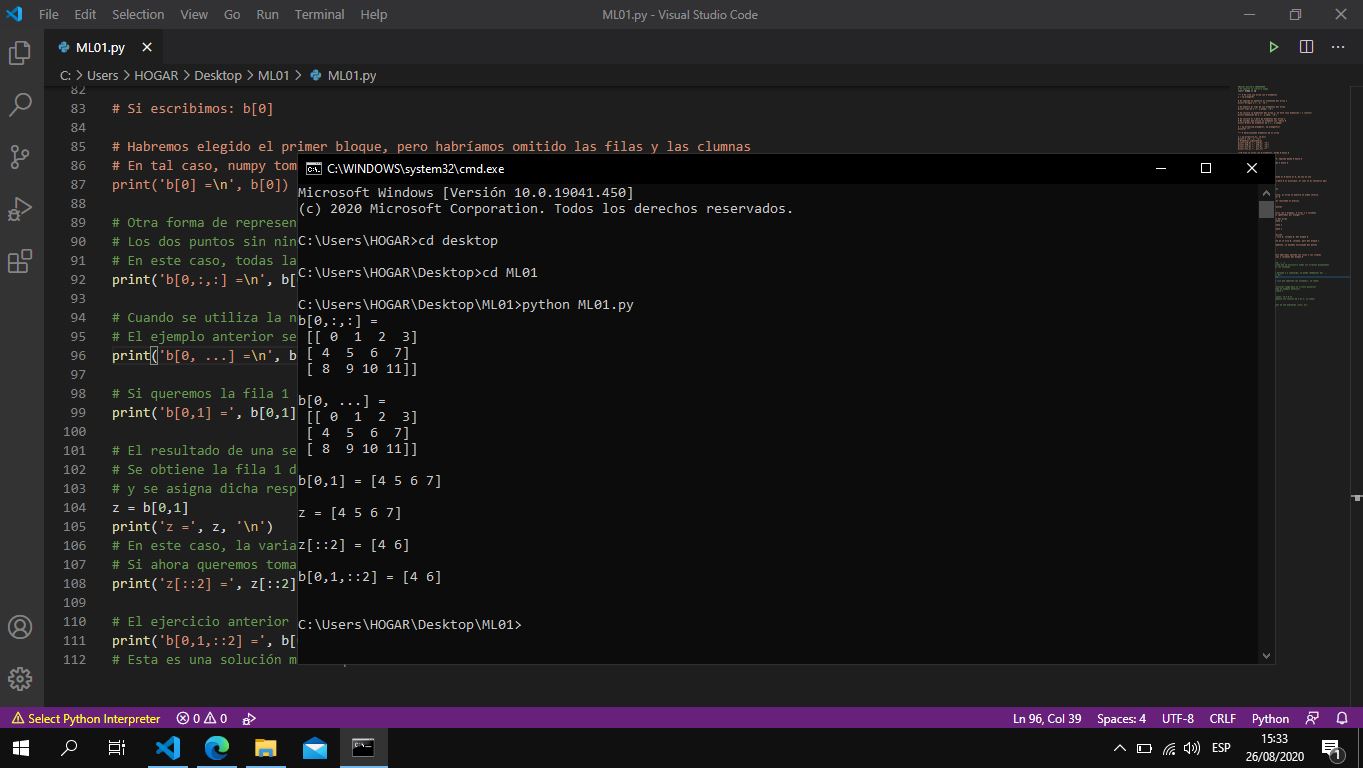 File Edit Selection View Go Run Terminal Help
ML01.py - Visual Studio Code
ML01.py
C: > Users > HOGAR > Desktop > ML01 > ML01.py
82
83 # Si escribimos: b[0]
84
85 # Habremos elegido el primer bloque, pero habríamos omitido las filas y las clumnas
86 # En tal caso, numpy tom
87 print('b[0] =\n', b[0])
88
89 # Otra forma de represen
90 # Los dos puntos sin nin
91 # En este caso, todas la
92 print('b[0,:,:] =\n', b[
93
94 # Cuando se utiliza la n
95 # El ejemplo anterior se
96 print('b[0, ...] =\n', b
97
98 # Si queremos la fila 1
99 print('b[0,1] =', b[0,1]
100
101 # El resultado de una se
102 # Se obtiene la fila 1 d
103 # y se asigna dicha resp
104 z = b[0,1]
105 print('z =', z, '\n')
106 # En este caso, la varia
107 # Si ahora queremos toma
108 print('z[::2] =', z[::2]
109
110 # El ejercicio anterior
111 print('b[0,1,::2] =', b[
112 # Esta es una solución m
C:\WINDOWS\system32\cmd.exe
Microsoft Windows [Versión 10.0.19041.450]
(c) 2020 Microsoft Corporation. Todos los derechos reservados.
C:\Users\HOGAR>cd desktop
C:\Users\HOGAR\Desktop>cd ML01
C:\Users\HOGAR\Desktop\ML01>python ML01.py
b[0,:,:] =
[[ 0 1 2 3]
[ 4 5 6 7]
[ 8 9 10 11]]
b[0, ...] =
[[ 0 1 2 3]
[ 4 5 6 7]
[ 8 9 10 11]]
b[0,1] = [4 5 6 7]
z = [4 5 6 7]
z[::2] = [4 6]
b[0,1,::2] = [4 6]
C:\Users\HOGAR\Desktop\ML01>
Select Python Interpreter 0 0
Ln 96, Col 39 Spaces: 4 UTF-8 CRLF Python
ESP
15:33
26/08/2020
1